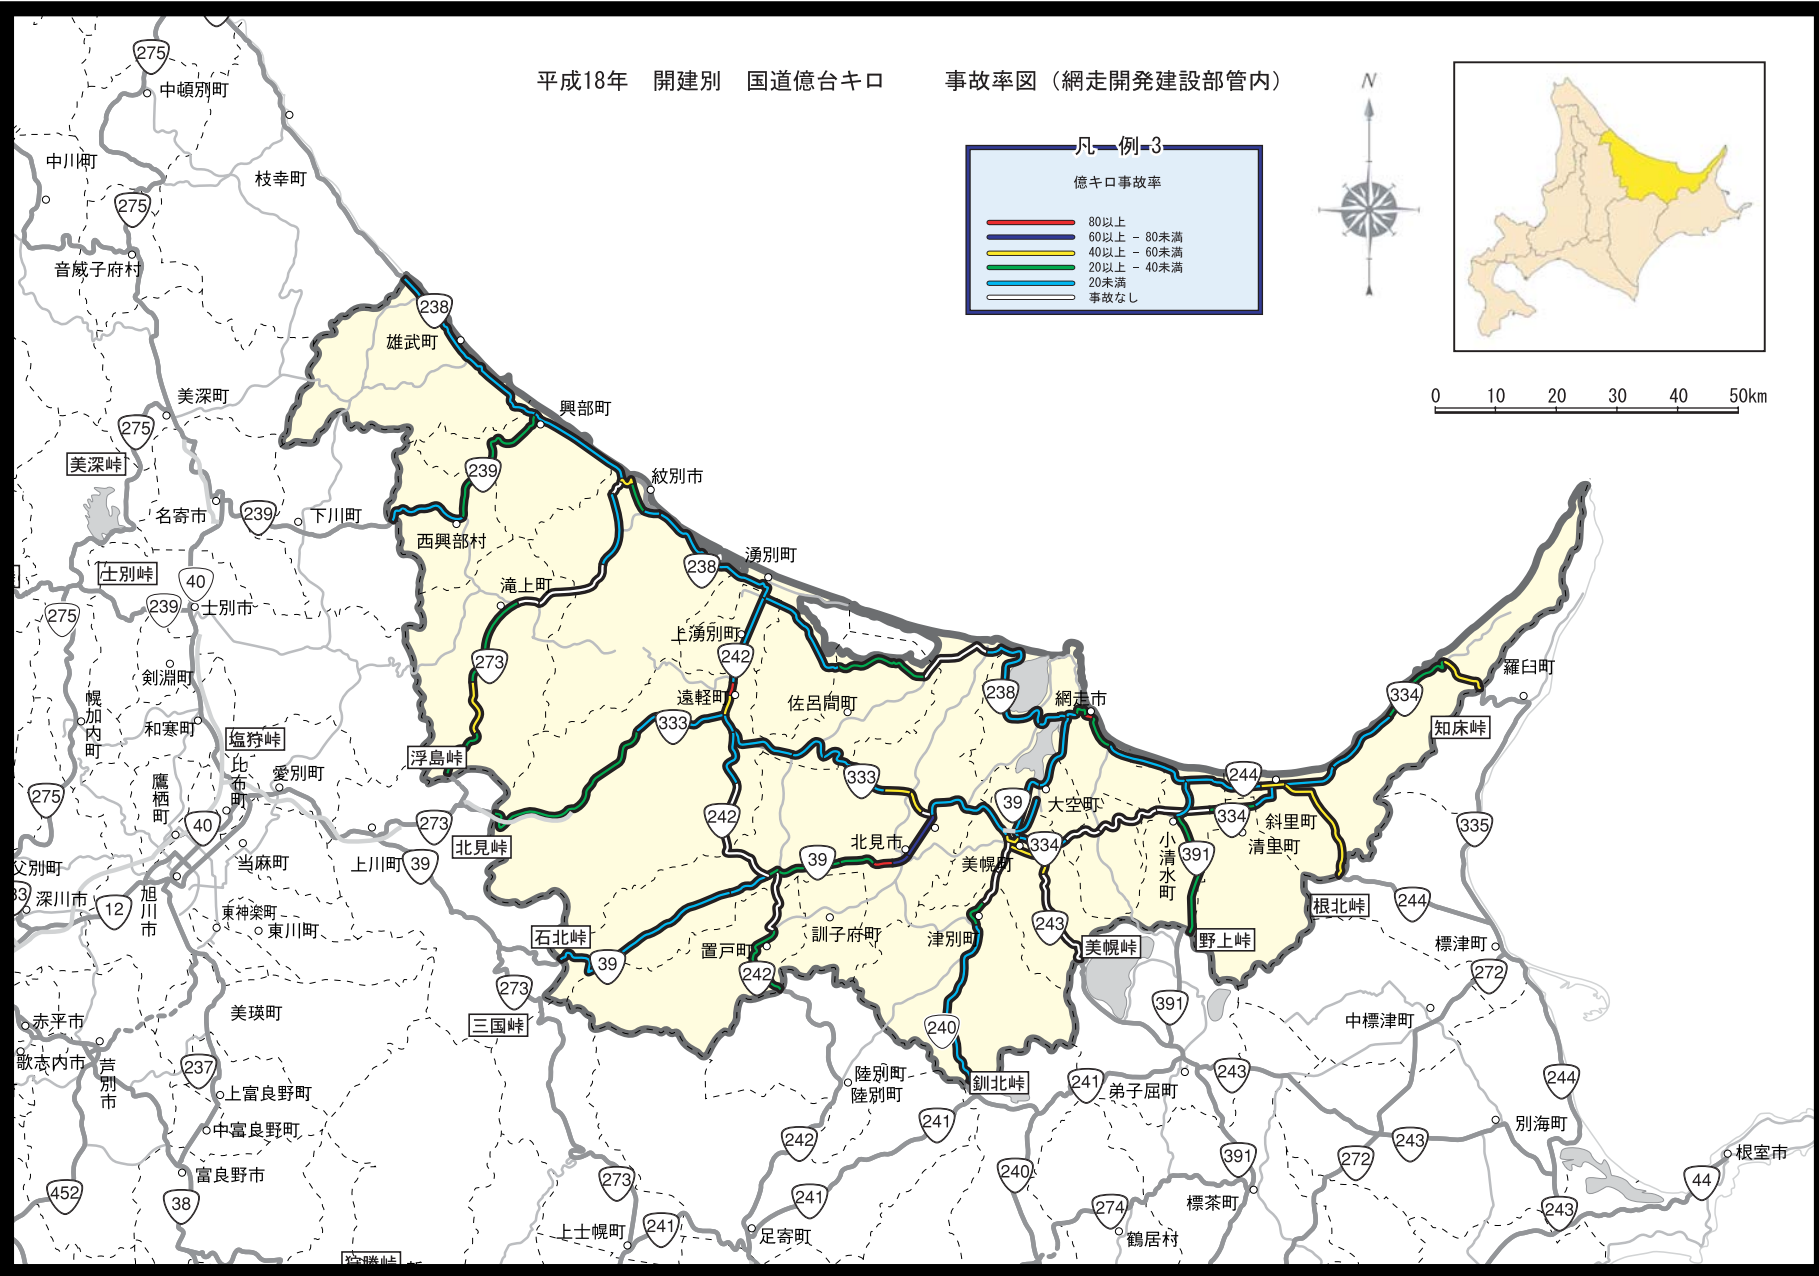 平成18年 開建別 国道億台キロ 事故率図（網走開発建設部管内）
N
凡 例 3
億キロ事故率
80以上
60以上 － 80未満
40以上 － 60未満
20以上 － 40未満
20未満
事故なし
0 10 20 30 40 50km
275
中頓別町
中川町
枝幸町
275
音威子府村
238
雄武町
美深町
興部町
275
美深峠
239
紋別市
名寄市
239
下川町
西興部村
湧別町
238
士別峠
40
滝上町
275
239
士別市
上湧別町
242
273
剣淵町
羅臼町
遠軽町
佐呂間町
238
網走市
334
幌加内町
和寒町
333
知床峠
塩狩峠
浮島峠
比布町
愛別町
333
244
鷹栖町
275
39
大空町
40
273
242
334
斜里町
335
北見市
小清水町
清里町
北見峠
334
父別町
当麻町
上川町
39
39
美幌町
391
33
深川市
12
旭川市
東神楽町
東川町
244
根北峠
訓子府町
津別町
243
石北峠
置戸町
美幌峠
野上峠
標津町
39
242
272
273
391
美瑛町
三国峠
240
中標津町
赤平市
歌志内市
芦別市
237
陸別町
陸別町
釧北峠
241
弟子屈町
243
244
上富良野町
241
別海町
中富良野町
242
243
391
272
根室市
富良野市
273
240
44
452
38
241
標茶町
274
243
上士幌町
241
足寄町
鶴居村
狩勝峠